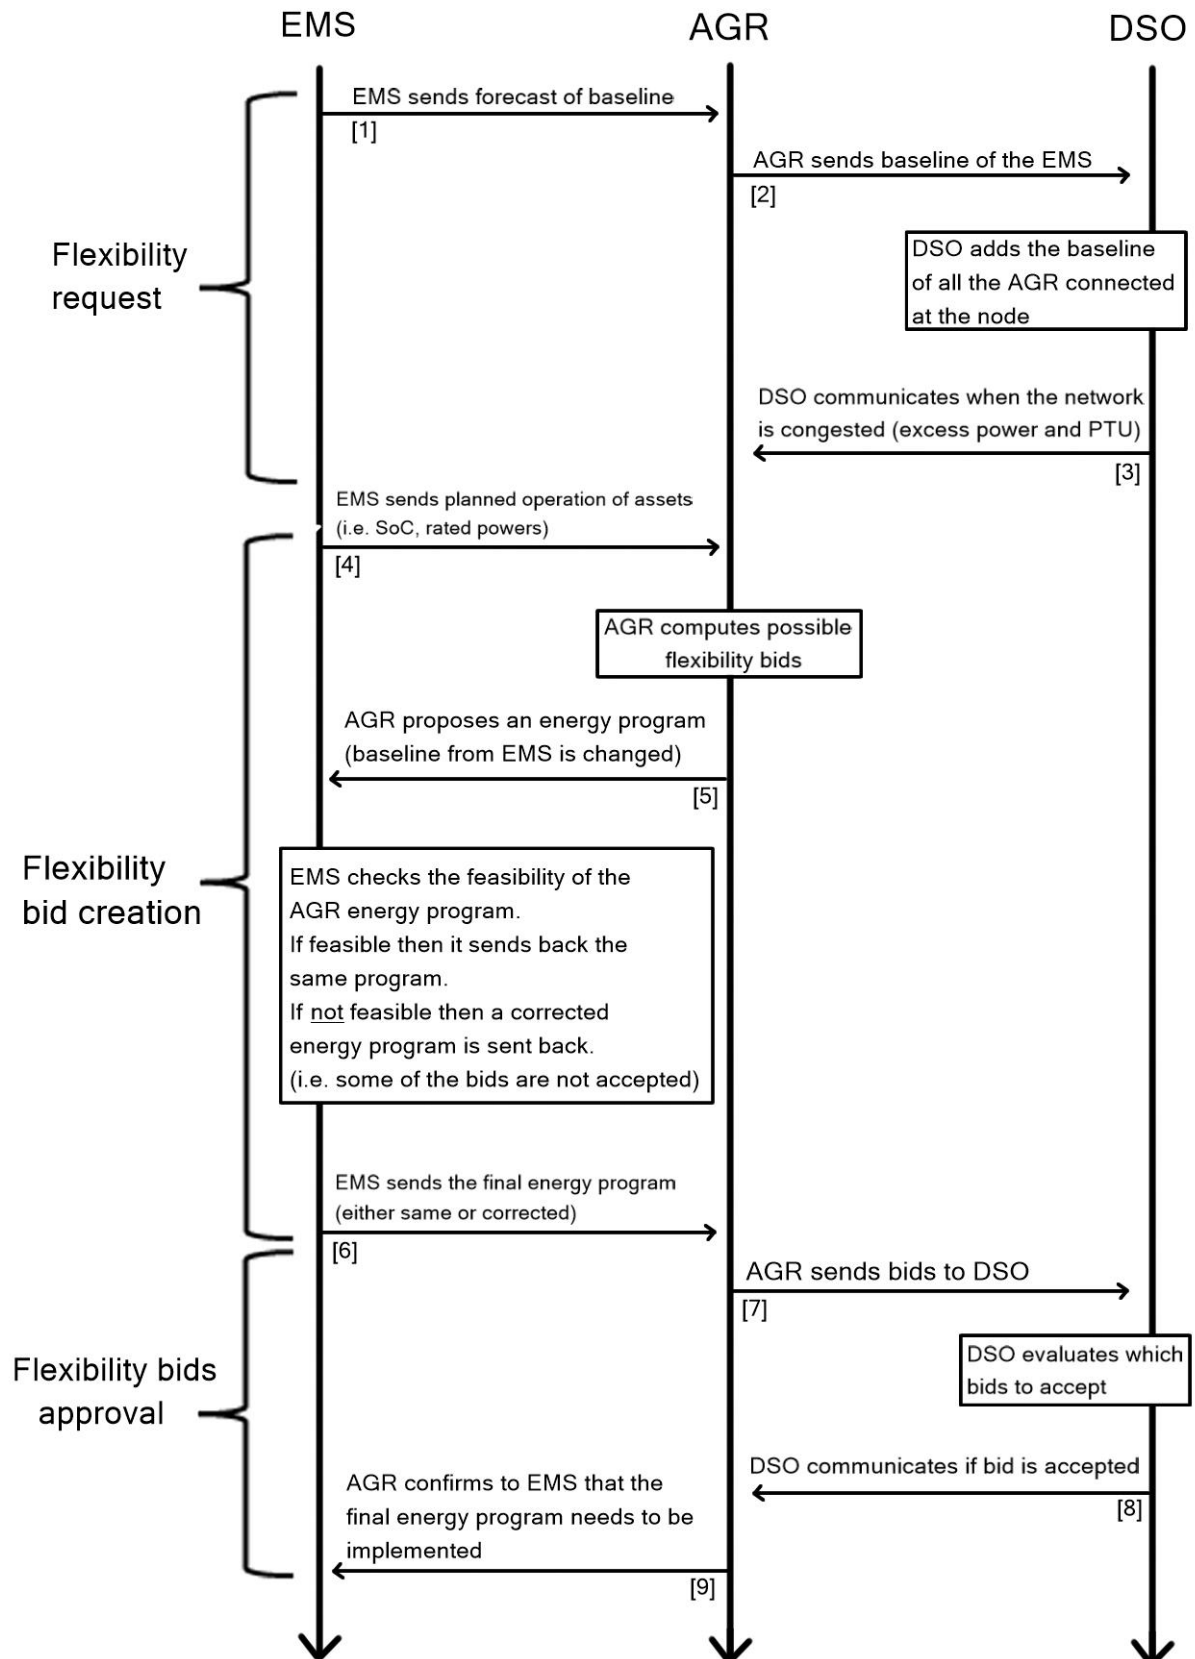 EMS
AGR
DSO
EMS sends forecast of baseline
[1]
AGR sends baseline of the EMS
[2]
DSO adds the baseline
of all the AGR connected
at the node
Flexibility
request
DSO communicates when the network
is congested (excess power and PTU)
[3]
EMS sends planned operation of assets
(i.e. SoC, rated powers)
[4]
AGR computes possible
flexibility bids
AGR proposes an energy program
(baseline from EMS is changed)
[5]
Flexibility
bid creation
EMS checks the feasibility of the
AGR energy program.
If feasible then it sends back the
same program.
If not feasible then a corrected
energy program is sent back.
(i.e. some of the bids are not accepted)
EMS sends the final energy program
(either same or corrected)
[6]
AGR sends bids to DSO
[7]
Flexibility bids
approval
DSO evaluates which
bids to accept
DSO communicates if bid is accepted
[8]
AGR confirms to EMS that the
final energy program needs to be
implemented
[9]